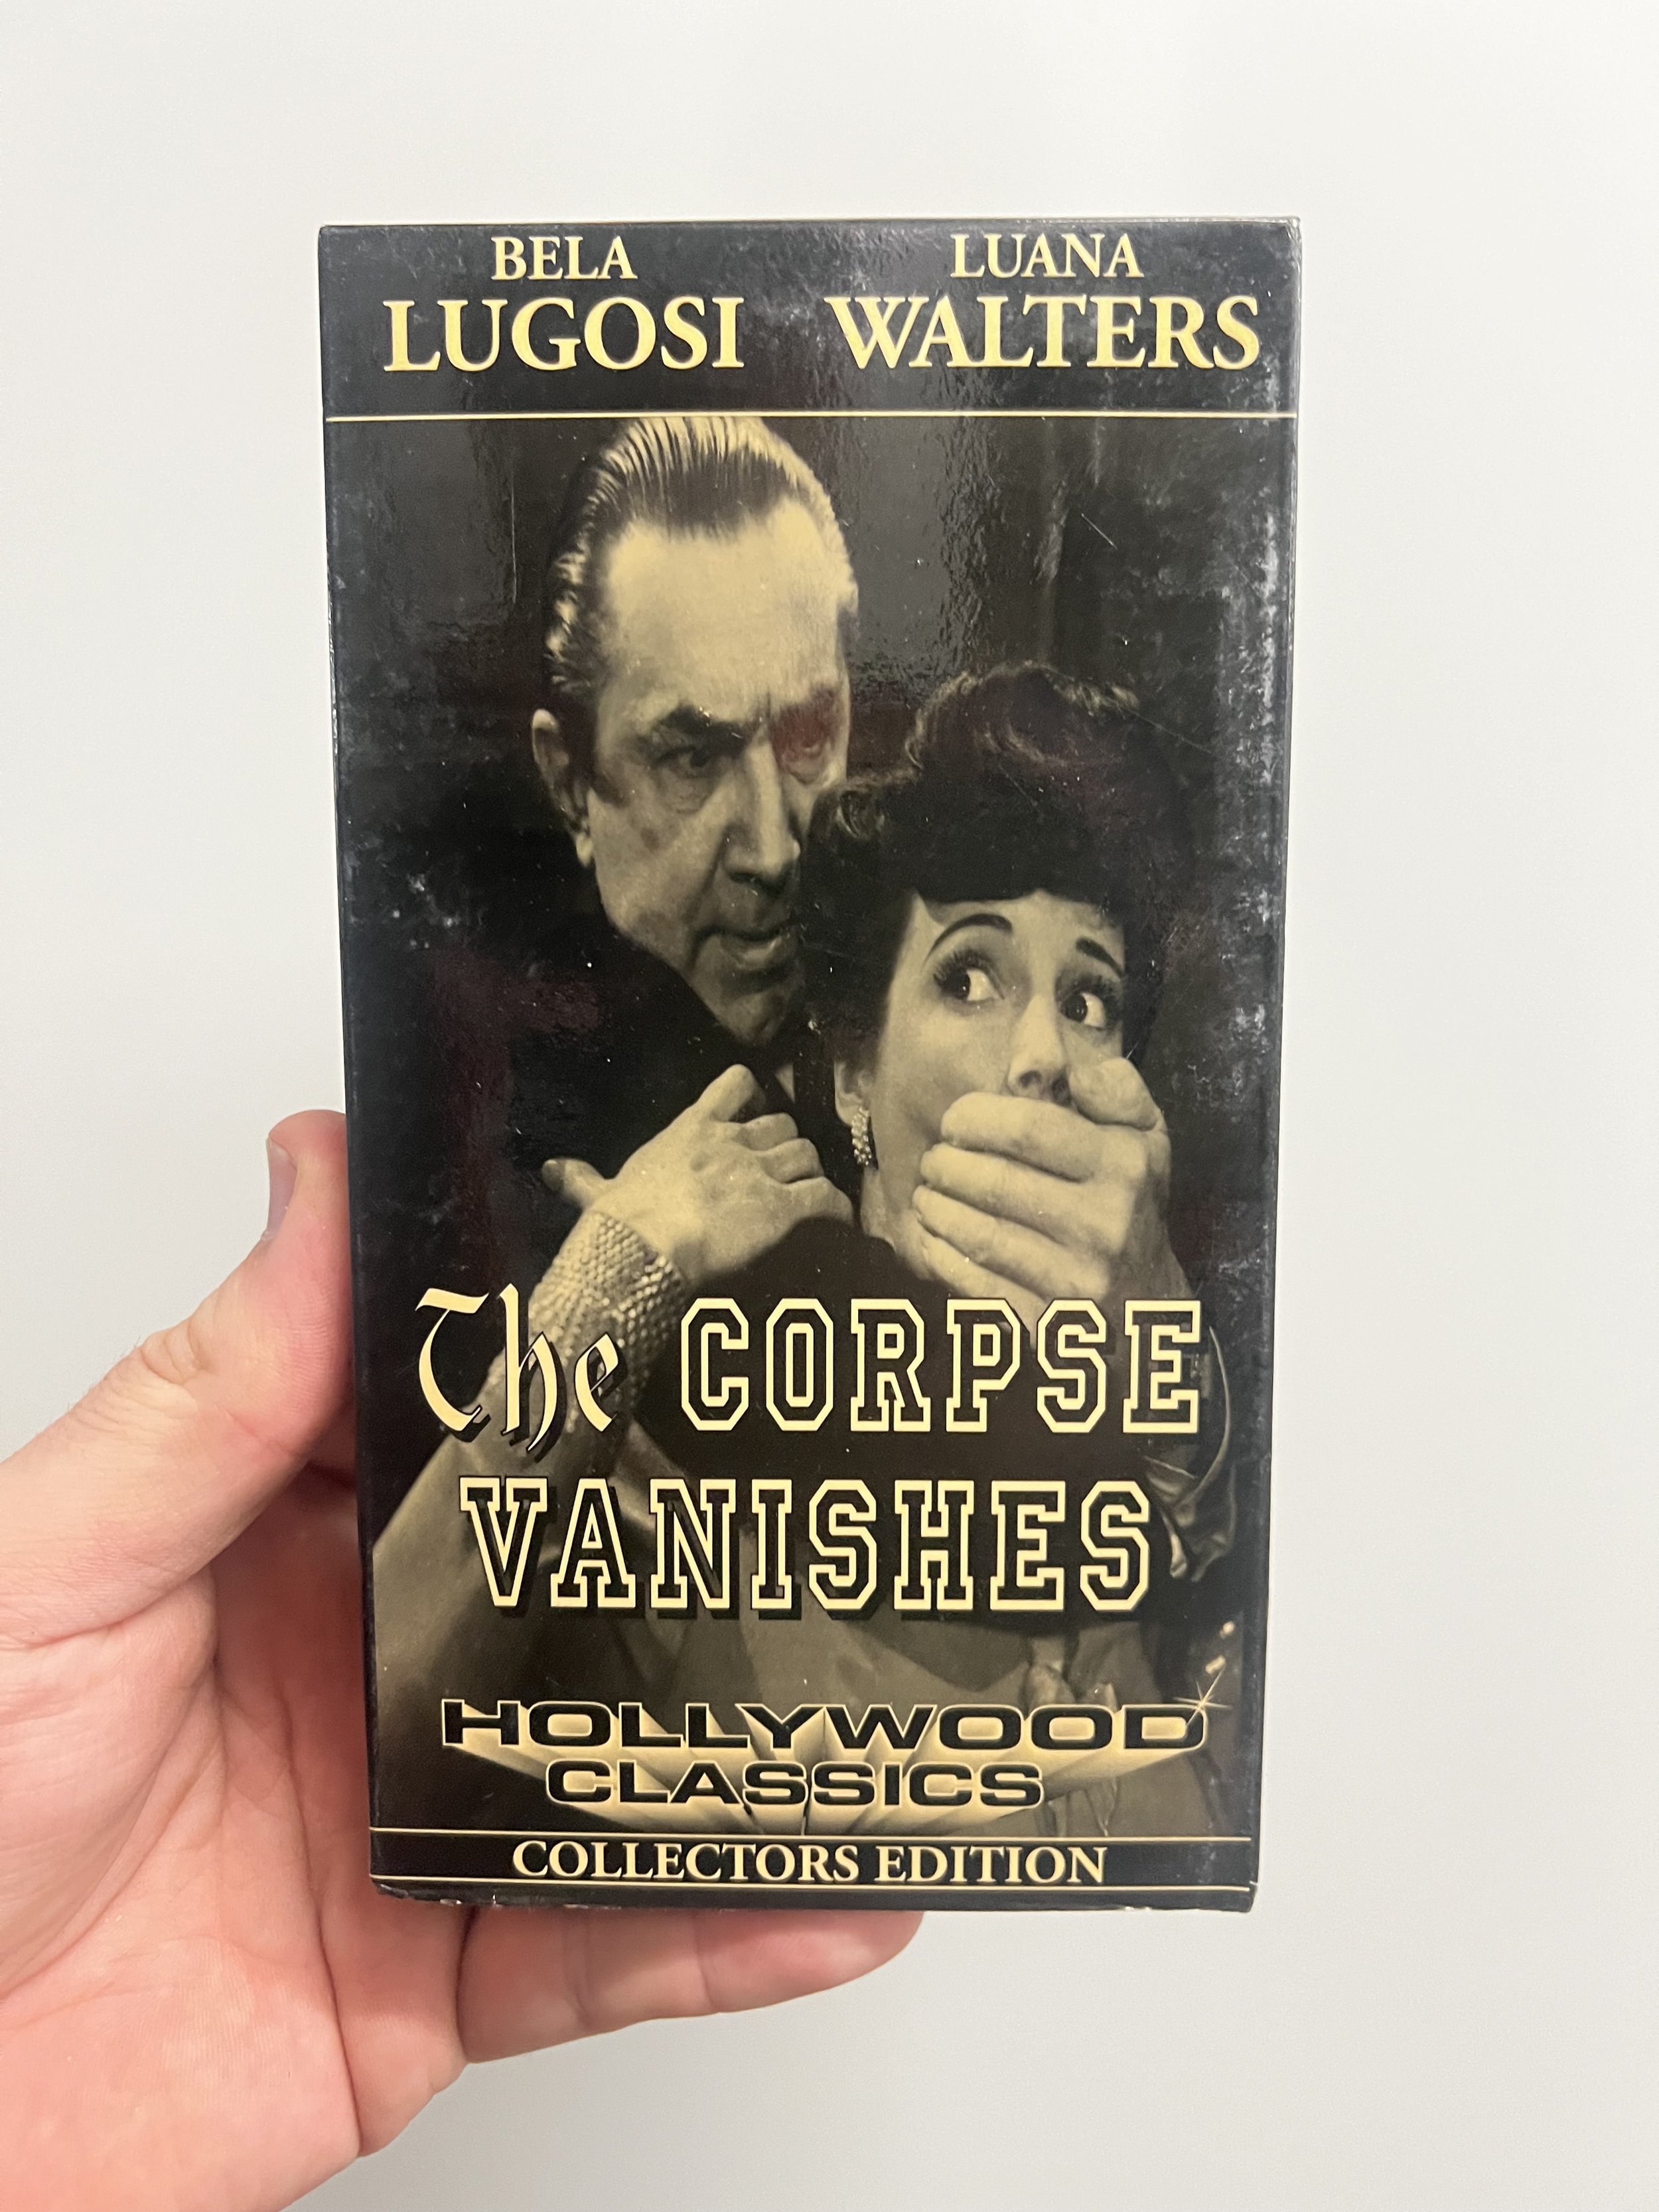 BELA LUANA
LUGOSI WALTERS
The CORPSE
VANISHES
HOLLYWOOD
CLASSICS
COLLECTORS EDITION